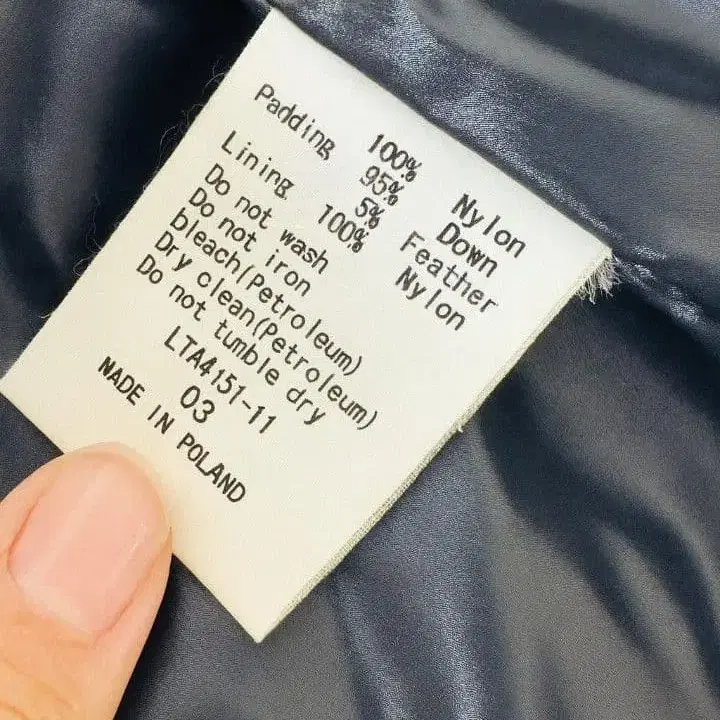 100% Nylon
Padding 95% Down
5% Feather
Lining 100% Nylon
Do not wash
Do not iron
bleach(Petroleum)
Dry clean(Petroleum)
Do not tumble dry
LTA4151-11
03
NADE IN POLAND